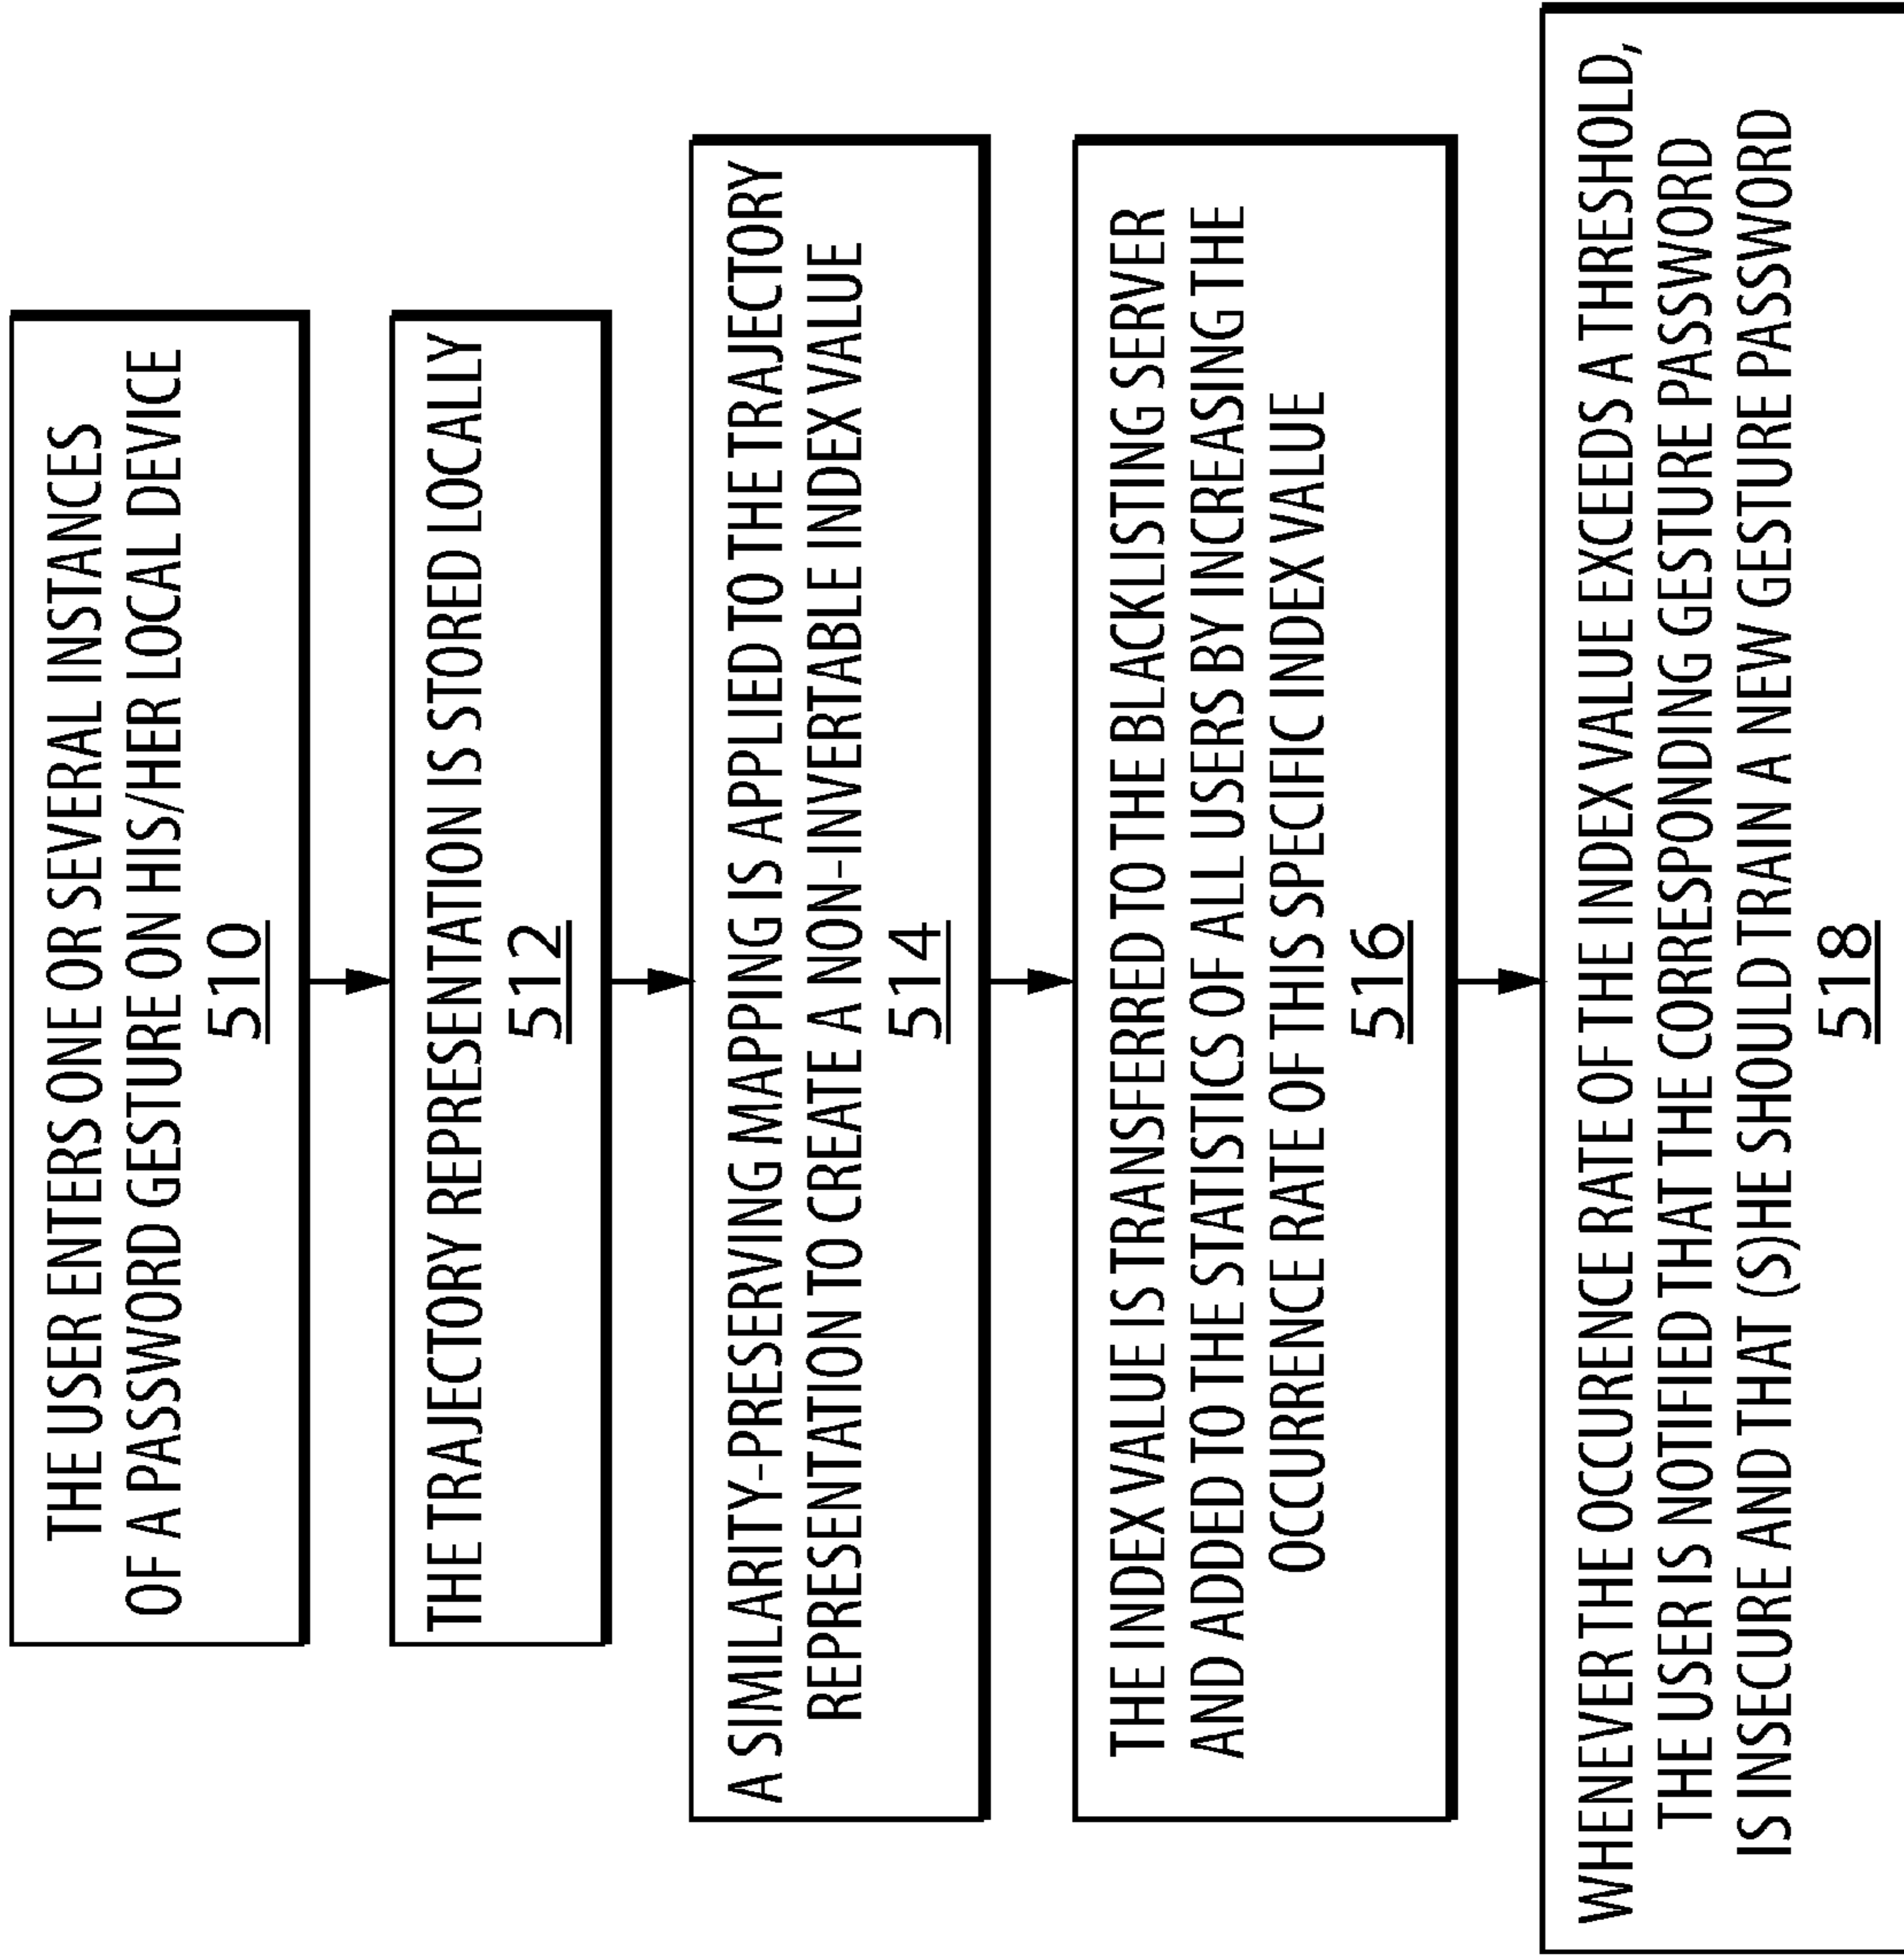 THE USER ENTERS ONE OR SEVERAL INSTANCES
OF A PASSWORD GESTURE ON HIS/HER LOCAL DEVICE
510
THE TRAJECTORY REPRESENTATION IS STORED LOCALLY
512
A SIMILARITY-PRESERVING MAPPING IS APPLIED TO THE TRAJECTORY
REPRESENTATION TO CREATE A NON-INVERTABLE INDEX VALUE
514
THE INDEX VALUE IS TRANSFERRED TO THE BLACKLISTING SERVER
AND ADDED TO THE STATISTICS OF ALL USERS BY INCREASING THE
OCCURRENCE RATE OF THIS SPECIFIC INDEX VALUE
516
WHENEVER THE OCCURENCE RATE OF THE INDEX VALUE EXCEEDS A THRESHOLD,
THE USER IS NOTIFIED THAT THE CORRESPONDING GESTURE PASSWORD
IS INSECURE AND THAT (S)HE SHOULD TRAIN A NEW GESTURE PASSWORD
518